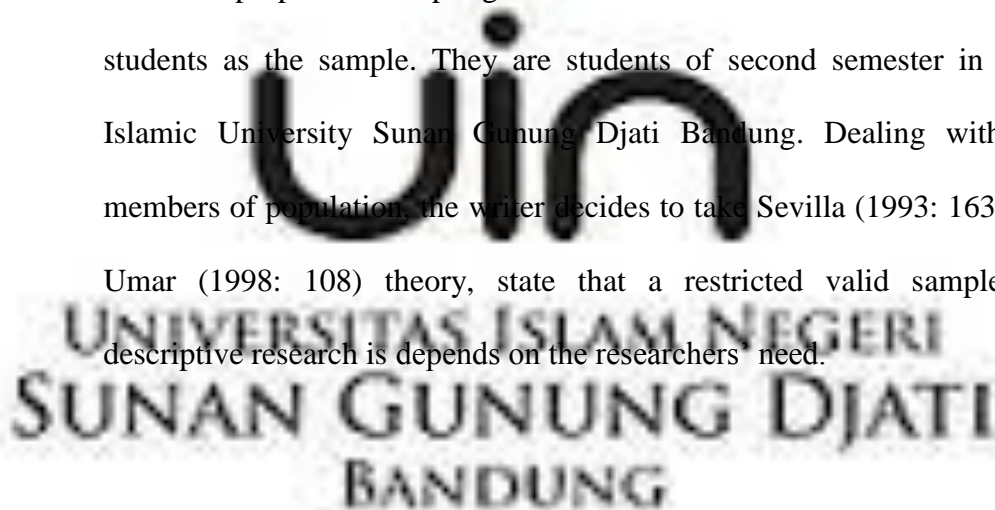 students as the sample. They are students of second semester in
Islamic University Sunan Gunung Djati Bandung. Dealing with
members of population, the writer decides to take Sevilla (1993: 163
Umar (1998: 108) theory, state that a restricted valid sample
descriptive research is depends on the researchers' need.
uin
UNIVERSITAS ISLAM NEGERI
SUNAN GUNUNG DJATI
BANDUNG